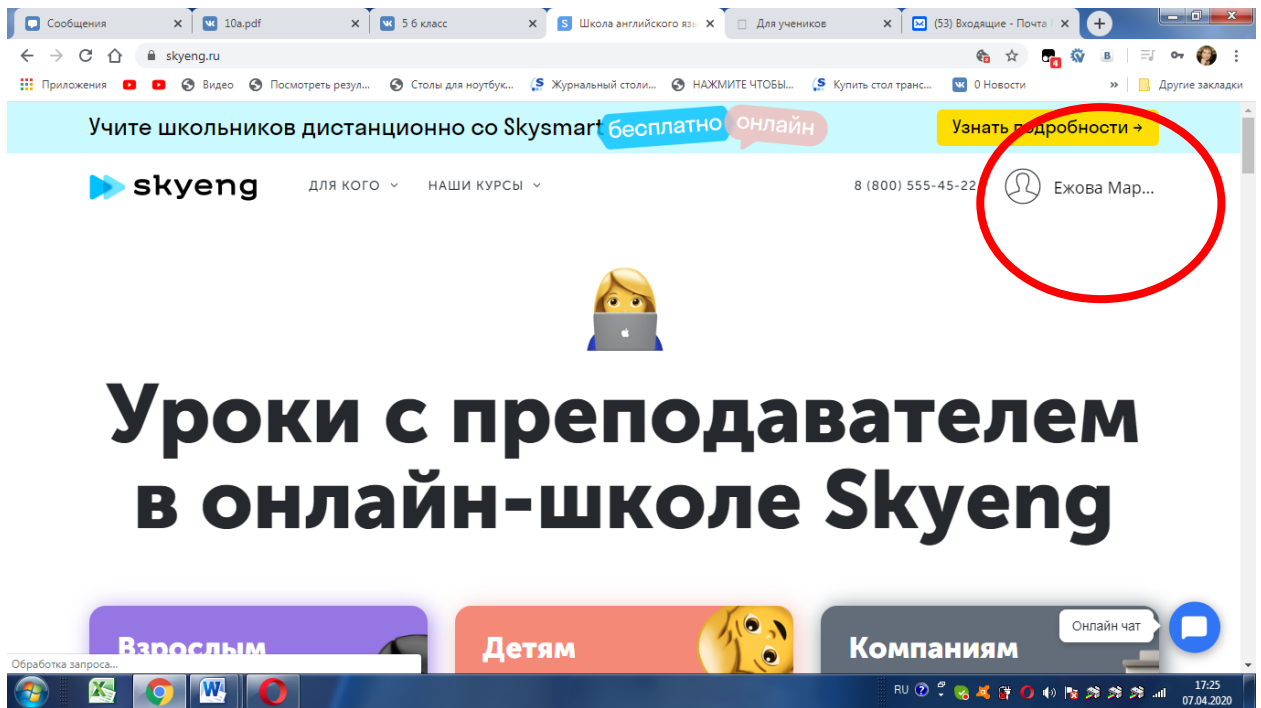 Сообщения
10a.pdf
5 6 класс
Школа английского язы
Для учеников
(53) Входящие - Почта
skyeng.ru
4
Приложения
Видео
Посмотреть резул...
Столы для ноутбук...
Журнальный столи...
НАЖМИТЕ ЧТОБЫ...
Купить стол транс...
0 Новости
»
Другие закладки
Учите школьников дистанционно со Skysmart бесплатно онлайн
Узнать подробности →
skyeng
ДЛЯ КОГО
НАШИ КУРСЫ
8 (800) 555-45-22
Ежова Мар...
Уроки с преподавателем
в онлайн-школе Skyeng
Взрослым
Детям
Компаниям
Онлайн чат
Обработка запроса...
RU
17:25
07.04.2020